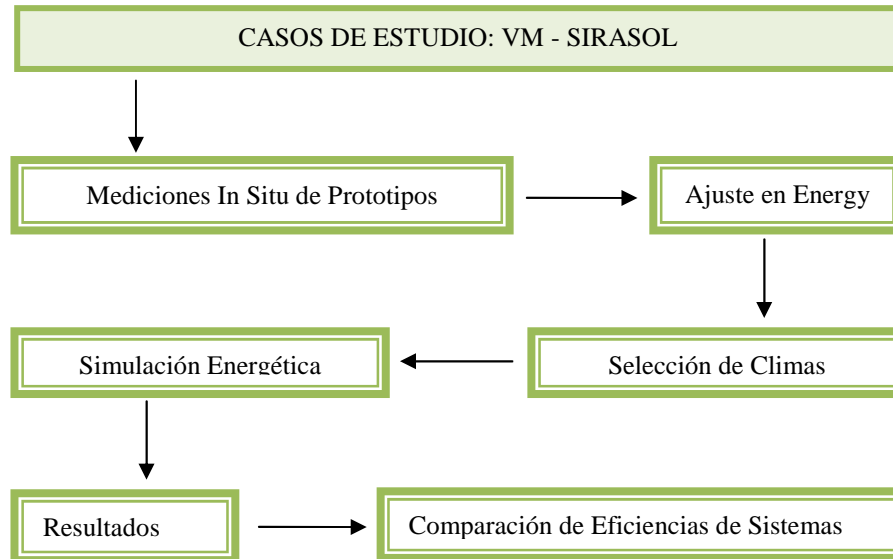 CASOS DE ESTUDIO: VM - SIRASOL
Mediciones In Situ de Prototipos
Ajuste en Energy
Simulación Energética
Selección de Climas
Resultados
Comparación de Eficiencias de Sistemas